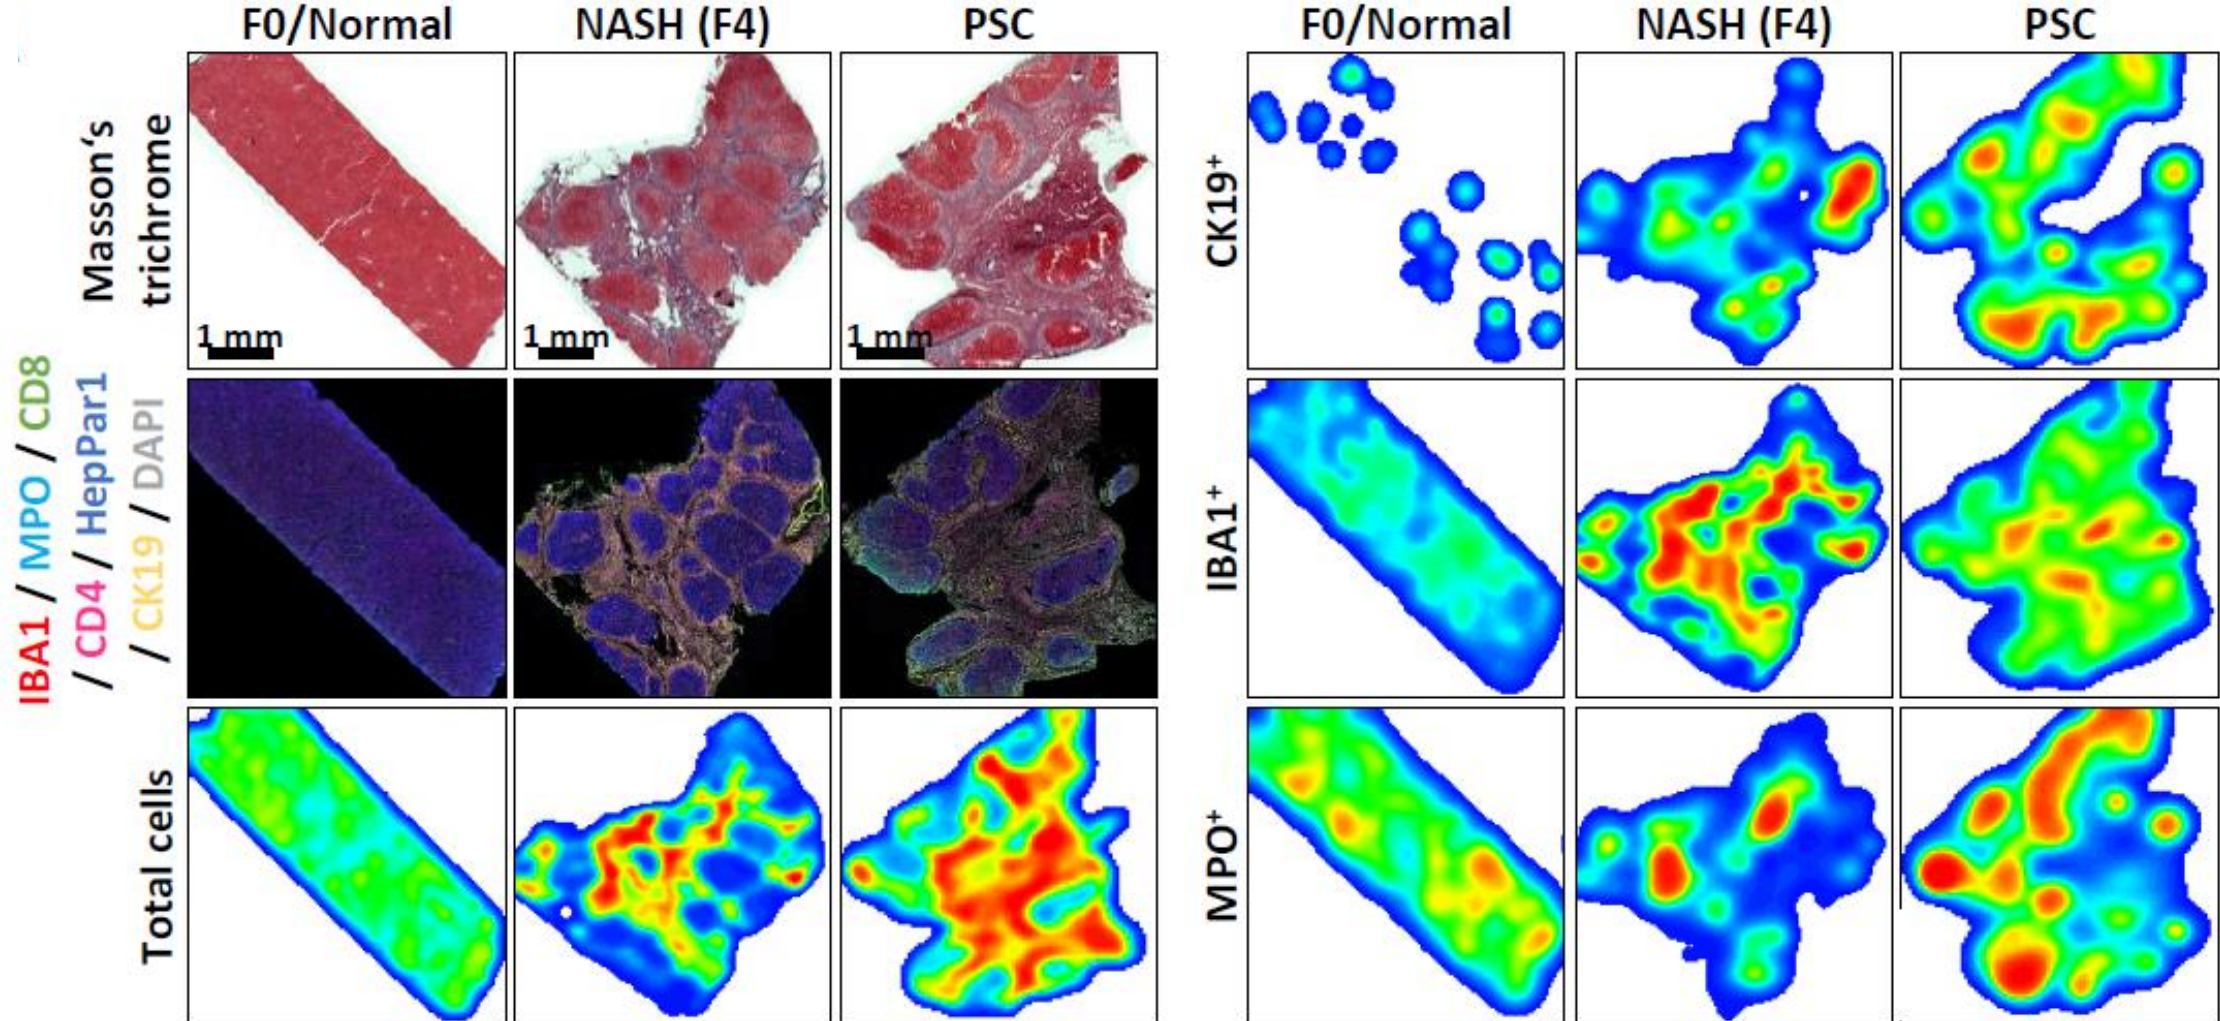 F0/Normal NASH (F4) PSC F0/Normal NASH (F4) PSC
Masson‘s
trichrome
1 mm 1 mm 1 mm
CK19⁺
IBA1 / MPO / CD8
/ CD4 / HepPar1
/ CK19 / DAPI
IBA1⁺
Total cells
MPO⁺